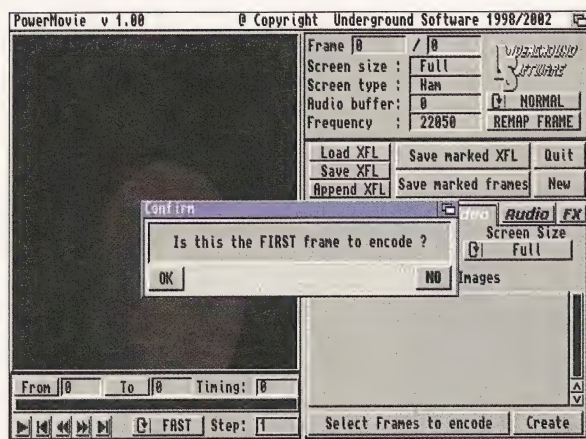 PowerMovie v 1.00 @ Copyright Underground Software 1998/2002
Frame 0 / 0
Screen size : Full
Screen type : Ham
Audio buffer: 0
Frequency : 22050
UNDERGROUND SOFTWARE
NORMAL
REMAP FRAME
Load XFL Save marked XFL Quit
Save XFL
Append XFL Save marked frames New
Audio FX
Screen Size
Full
Images
Confirm
Is this the FIRST frame to encode ?
OK NO
From 0 To 0 Timing: 0
FAST Step: 1
Select Frames to encode Create